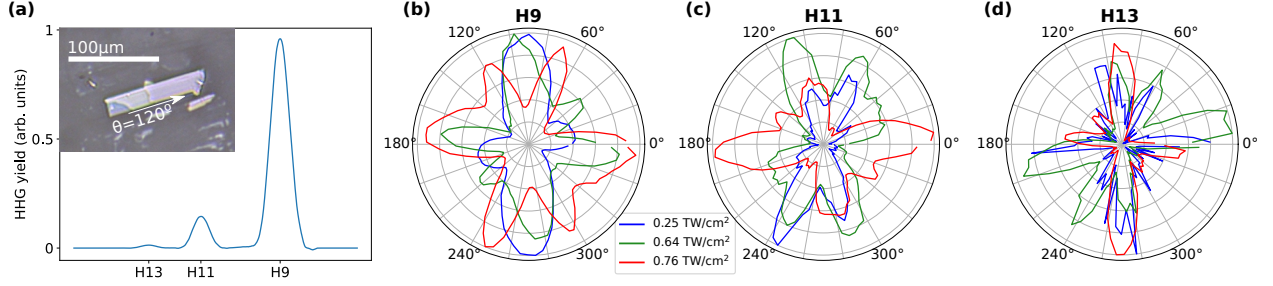 (a)
1
0.5
0
HHG yield (arb. units)
100μm
θ=120º
H13 H11 H9
(b)
H9
120° 60°
180° 0°
240° 300°
(c)
H11
120° 60°
180° 0°
240° 300°
(d)
H13
120° 60°
180° 0°
240° 300°
0.25 TW/cm²
0.64 TW/cm²
0.76 TW/cm²